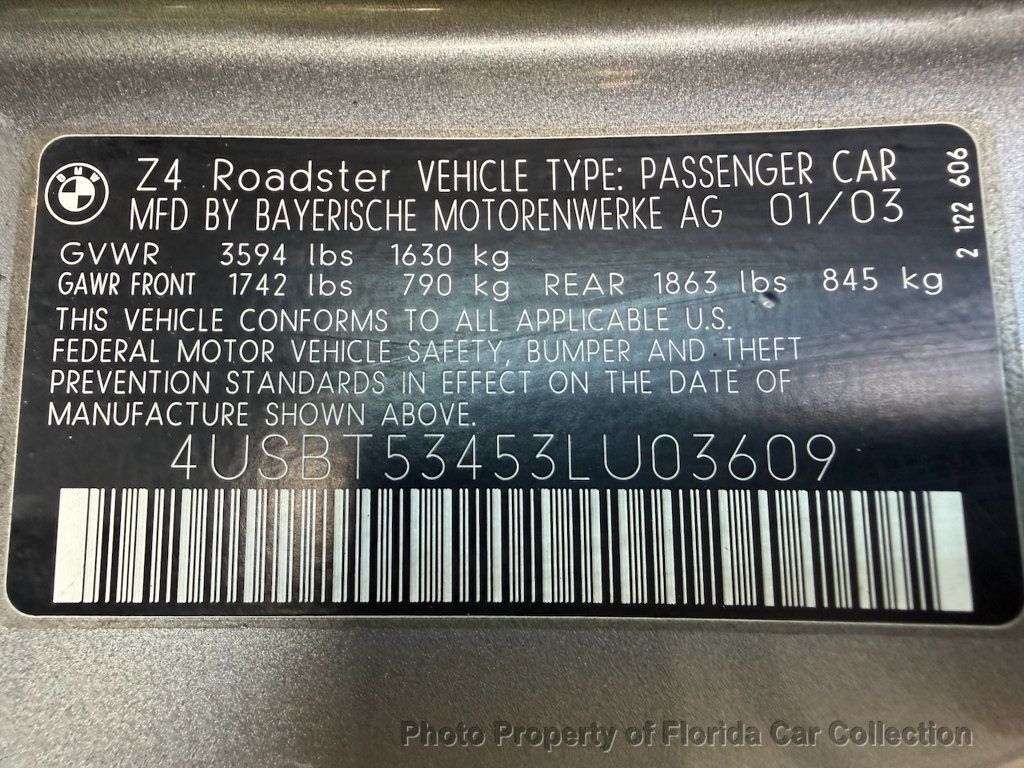 BMW
Z4 Roadster VEHICLE TYPE: PASSENGER CAR
MFD BY BAYERISCHE MOTORENWERKE AG 01/03
GVWR 3594 lbs 1630 kg
GAWR FRONT 1742 lbs 790 kg REAR 1863 lbs 845 kg
THIS VEHICLE CONFORMS TO ALL APPLICABLE U.S.
FEDERAL MOTOR VEHICLE SAFETY, BUMPER AND THEFT
PREVENTION STANDARDS IN EFFECT ON THE DATE OF
MANUFACTURE SHOWN ABOVE.
4USBT53453LU03609
2 122 606
Photo Property of Florida Car Collection